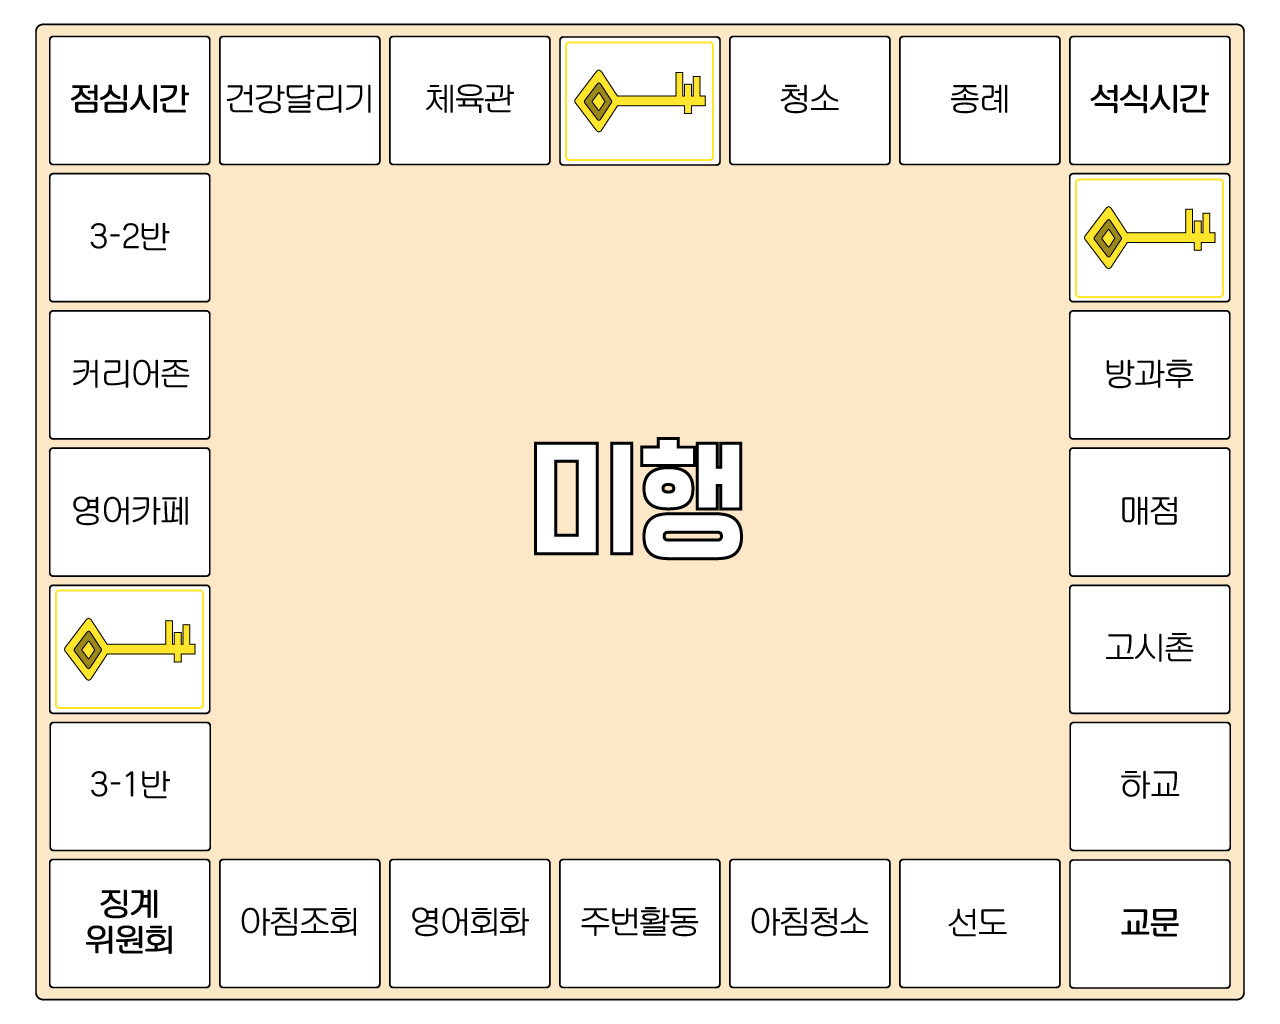 점심시간
건강달리기
체육관
청소
종례
석식시간
3-2반
커리어존
방과후
영어카페
미행
매점
고시촌
3-1반
하교
징계
위원회
아침조회
영어회화
주번활동
아침청소
선도
교문